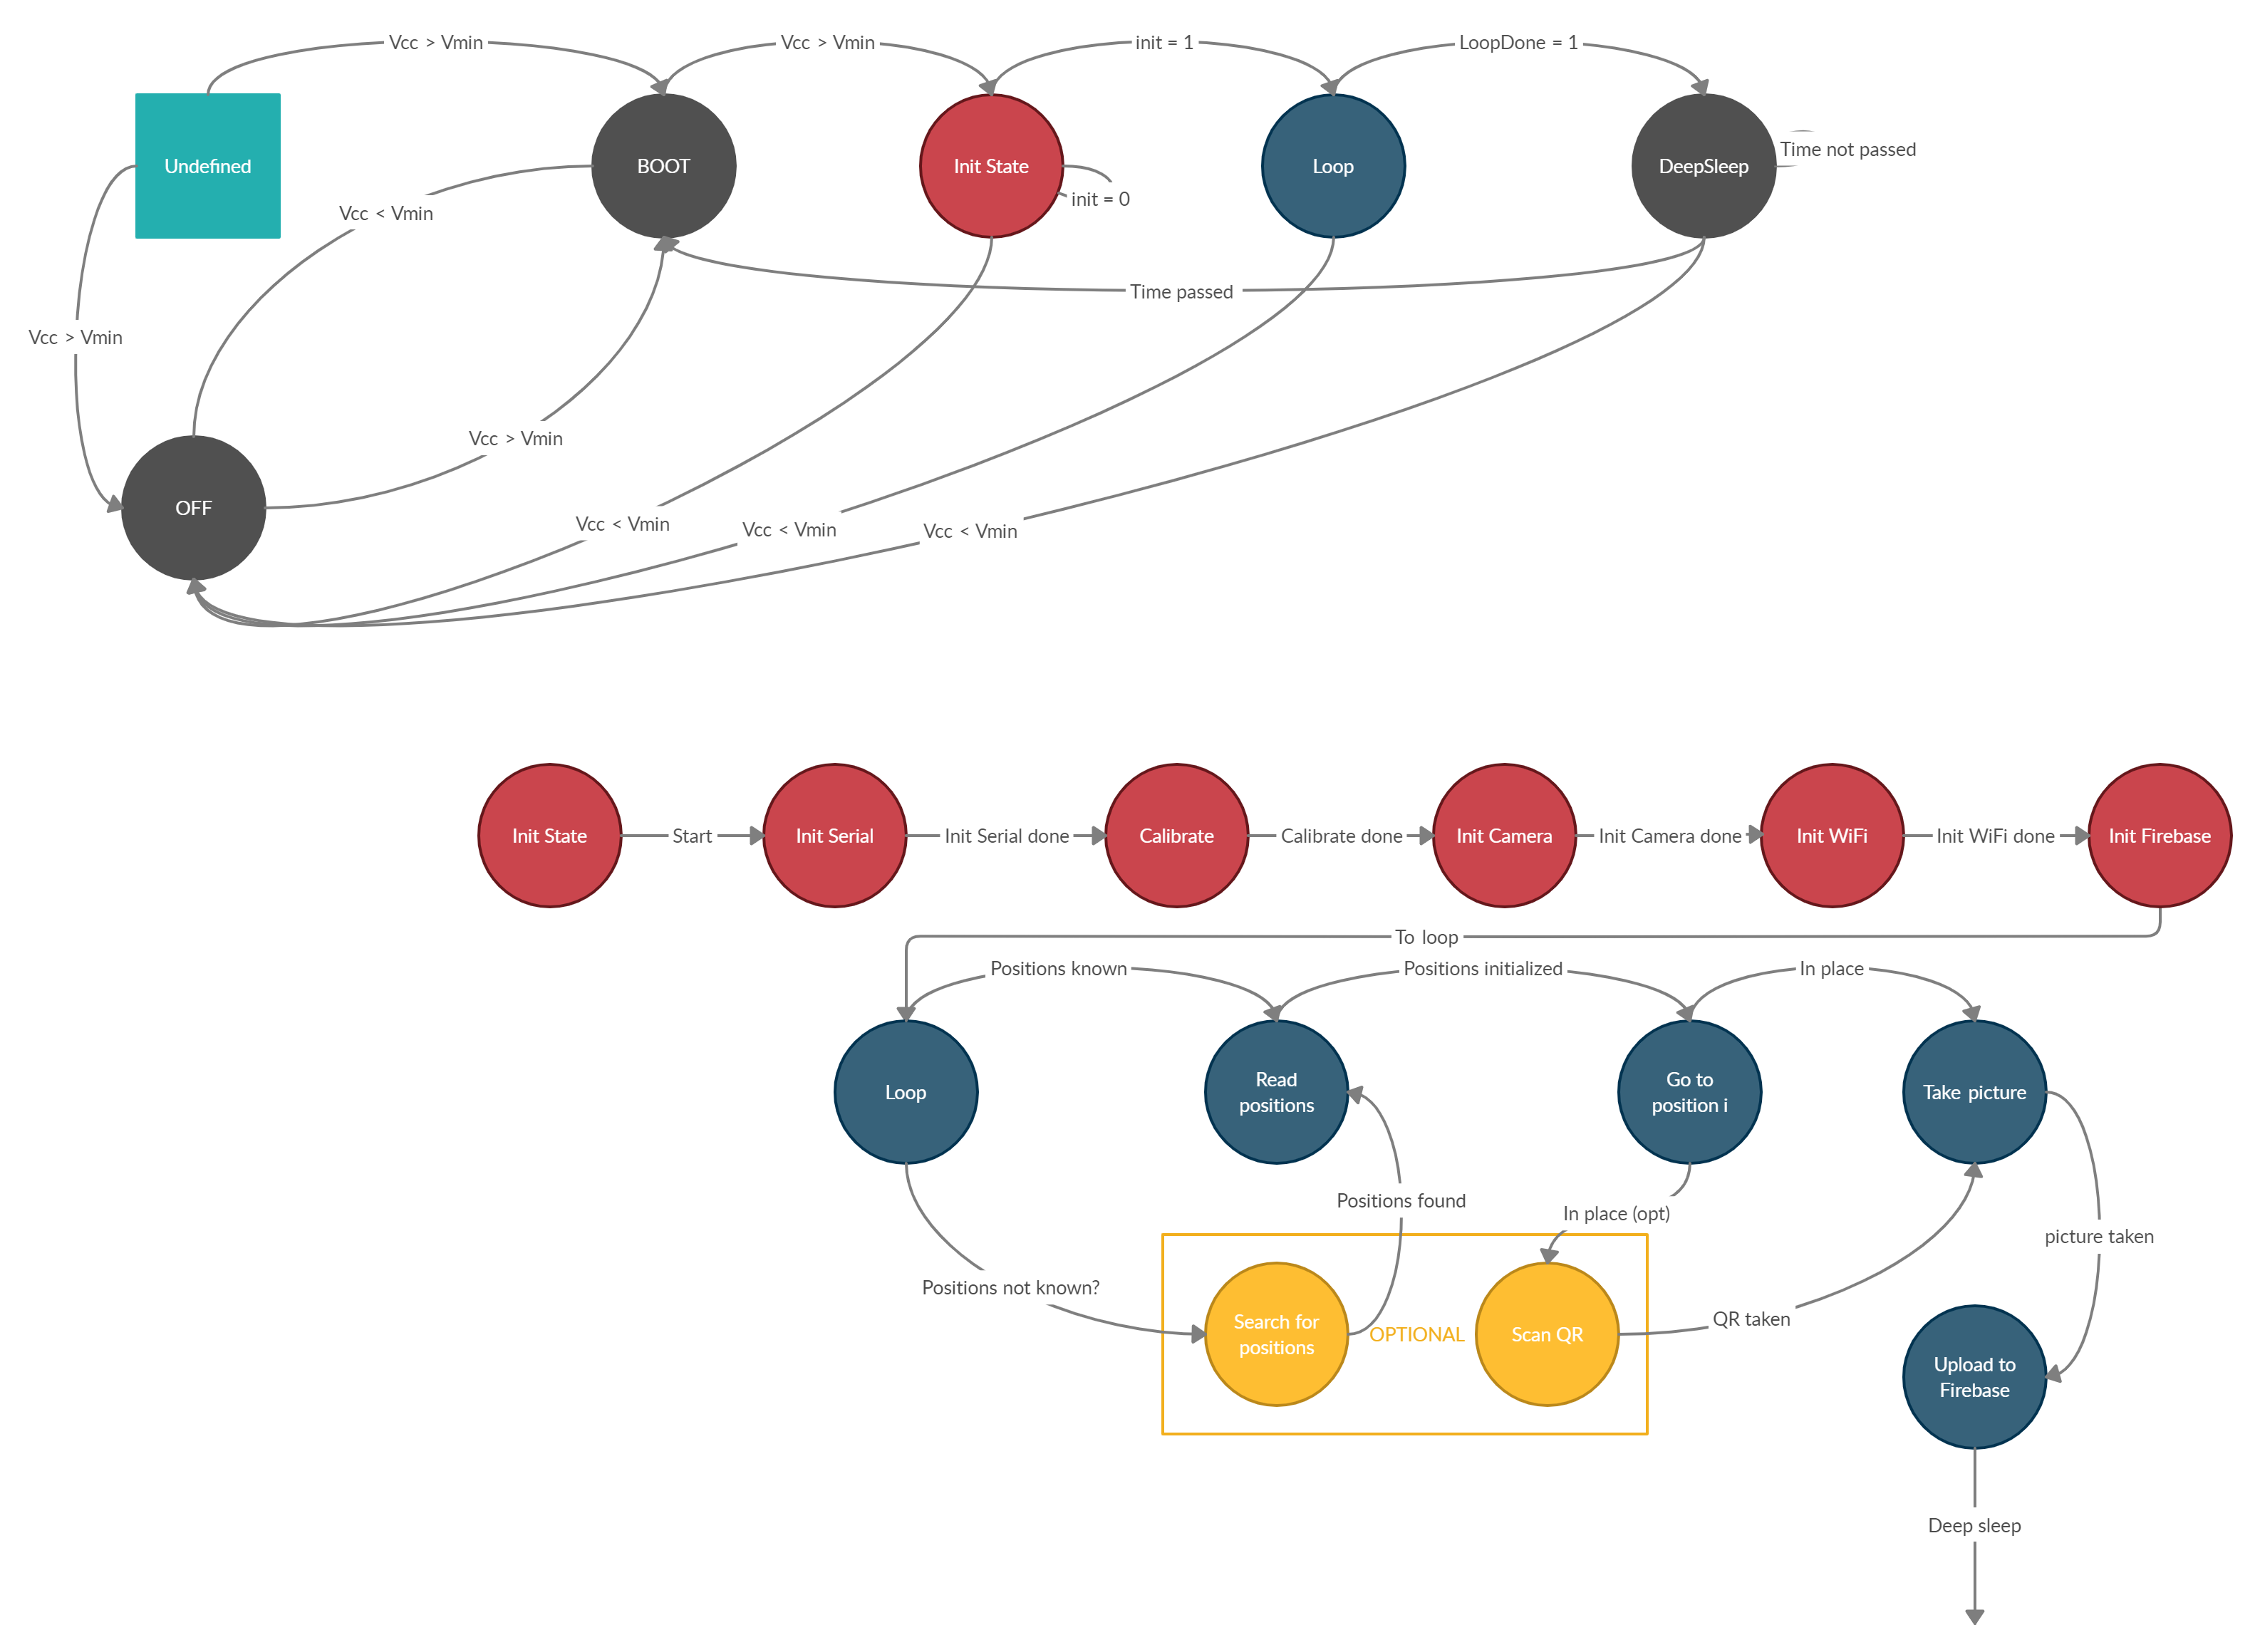 Vcc > Vmin
Vcc > Vmin
init = 1
LoopDone = 1
Undefined
BOOT
Init State
Loop
DeepSleep
Time not passed
init = 0
Vcc < Vmin
Time passed
Vcc > Vmin
Vcc > Vmin
OFF
Vcc < Vmin
Vcc < Vmin
Vcc < Vmin
Init State
Start
Init Serial
Init Serial done
Calibrate
Calibrate done
Init Camera
Init Camera done
Init WiFi
Init WiFi done
Init Firebase
To loop
Positions known
Positions initialized
In place
Loop
Read
positions
Go to
position i
Take picture
Positions found
In place (opt)
picture taken
Positions not known?
Search for
positions
OPTIONAL
Scan QR
QR taken
Upload to
Firebase
Deep sleep